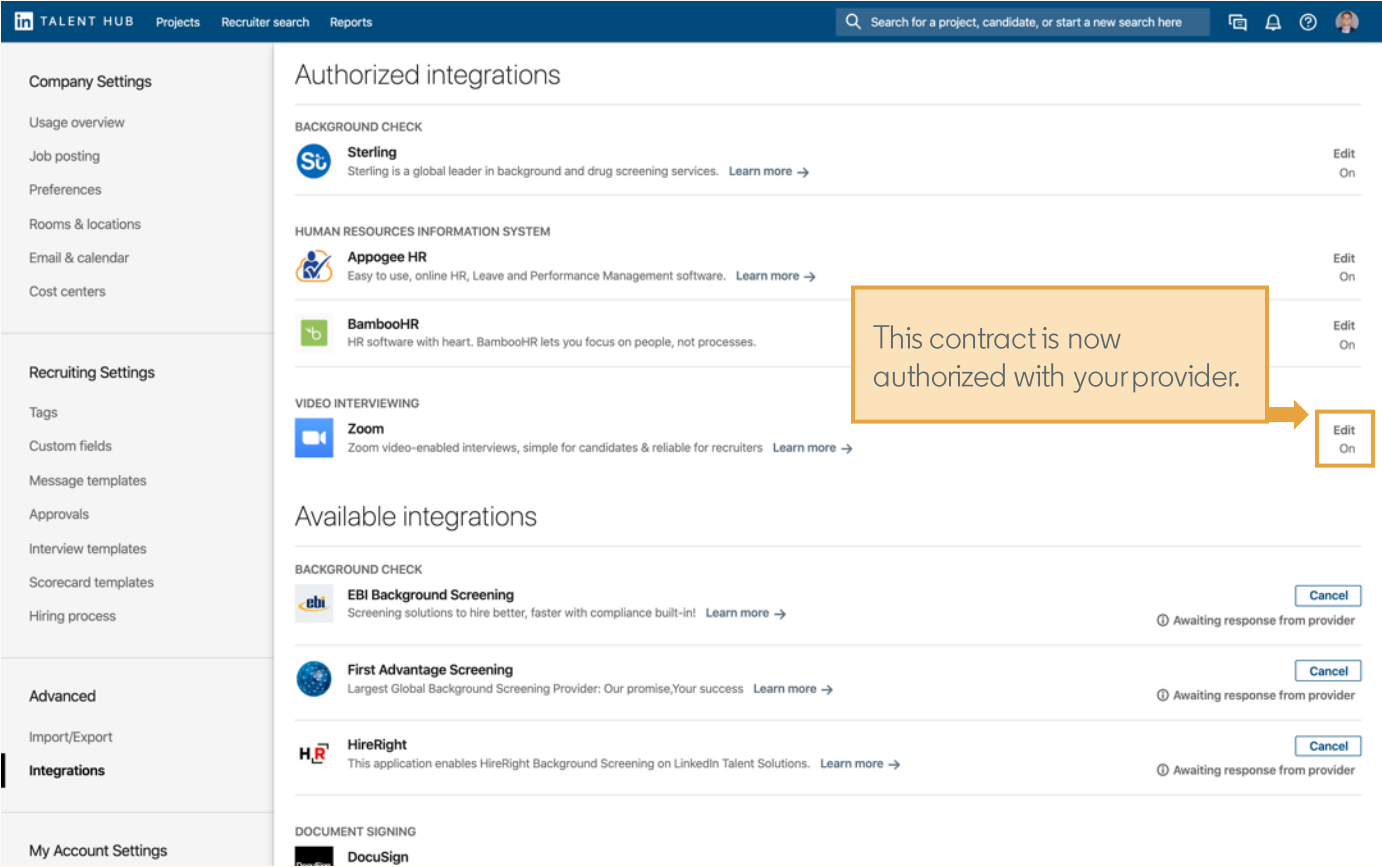 in TALENT HUB Projects Recruiter search Reports Search for a project, candidate, or start a new search here
Company Settings
Usage overview
Job posting
Preferences
Rooms & locations
Email & calendar
Cost centers
Recruiting Settings
Tags
Custom fields
Message templates
Approvals
Interview templates
Scorecard templates
Hiring process
Advanced
Import/Export
Integrations
My Account Settings
Authorized integrations
BACKGROUND CHECK
Sterling
Sterling is a global leader in background and drug screening services. Learn more →
Edit
On
HUMAN RESOURCES INFORMATION SYSTEM
Appogee HR
Easy to use, online HR, Leave and Performance Management software. Learn more →
Edit
On
BambooHR
HR software with heart. BambooHR lets you focus on people, not processes.
Edit
On
This contract is now
authorized with your provider.
VIDEO INTERVIEWING
Zoom
Zoom video-enabled interviews, simple for candidates & reliable for recruiters Learn more →
Edit
On
Available integrations
BACKGROUND CHECK
ebi
EBI Background Screening
Screening solutions to hire better, faster with compliance built-in! Learn more →
Cancel
Awaiting response from provider
First Advantage Screening
Largest Global Background Screening Provider: Our promise,Your success Learn more →
Cancel
Awaiting response from provider
HR
HireRight
This application enables HireRight Background Screening on LinkedIn Talent Solutions. Learn more →
Cancel
Awaiting response from provider
DOCUMENT SIGNING
DocuSign
DocuSign